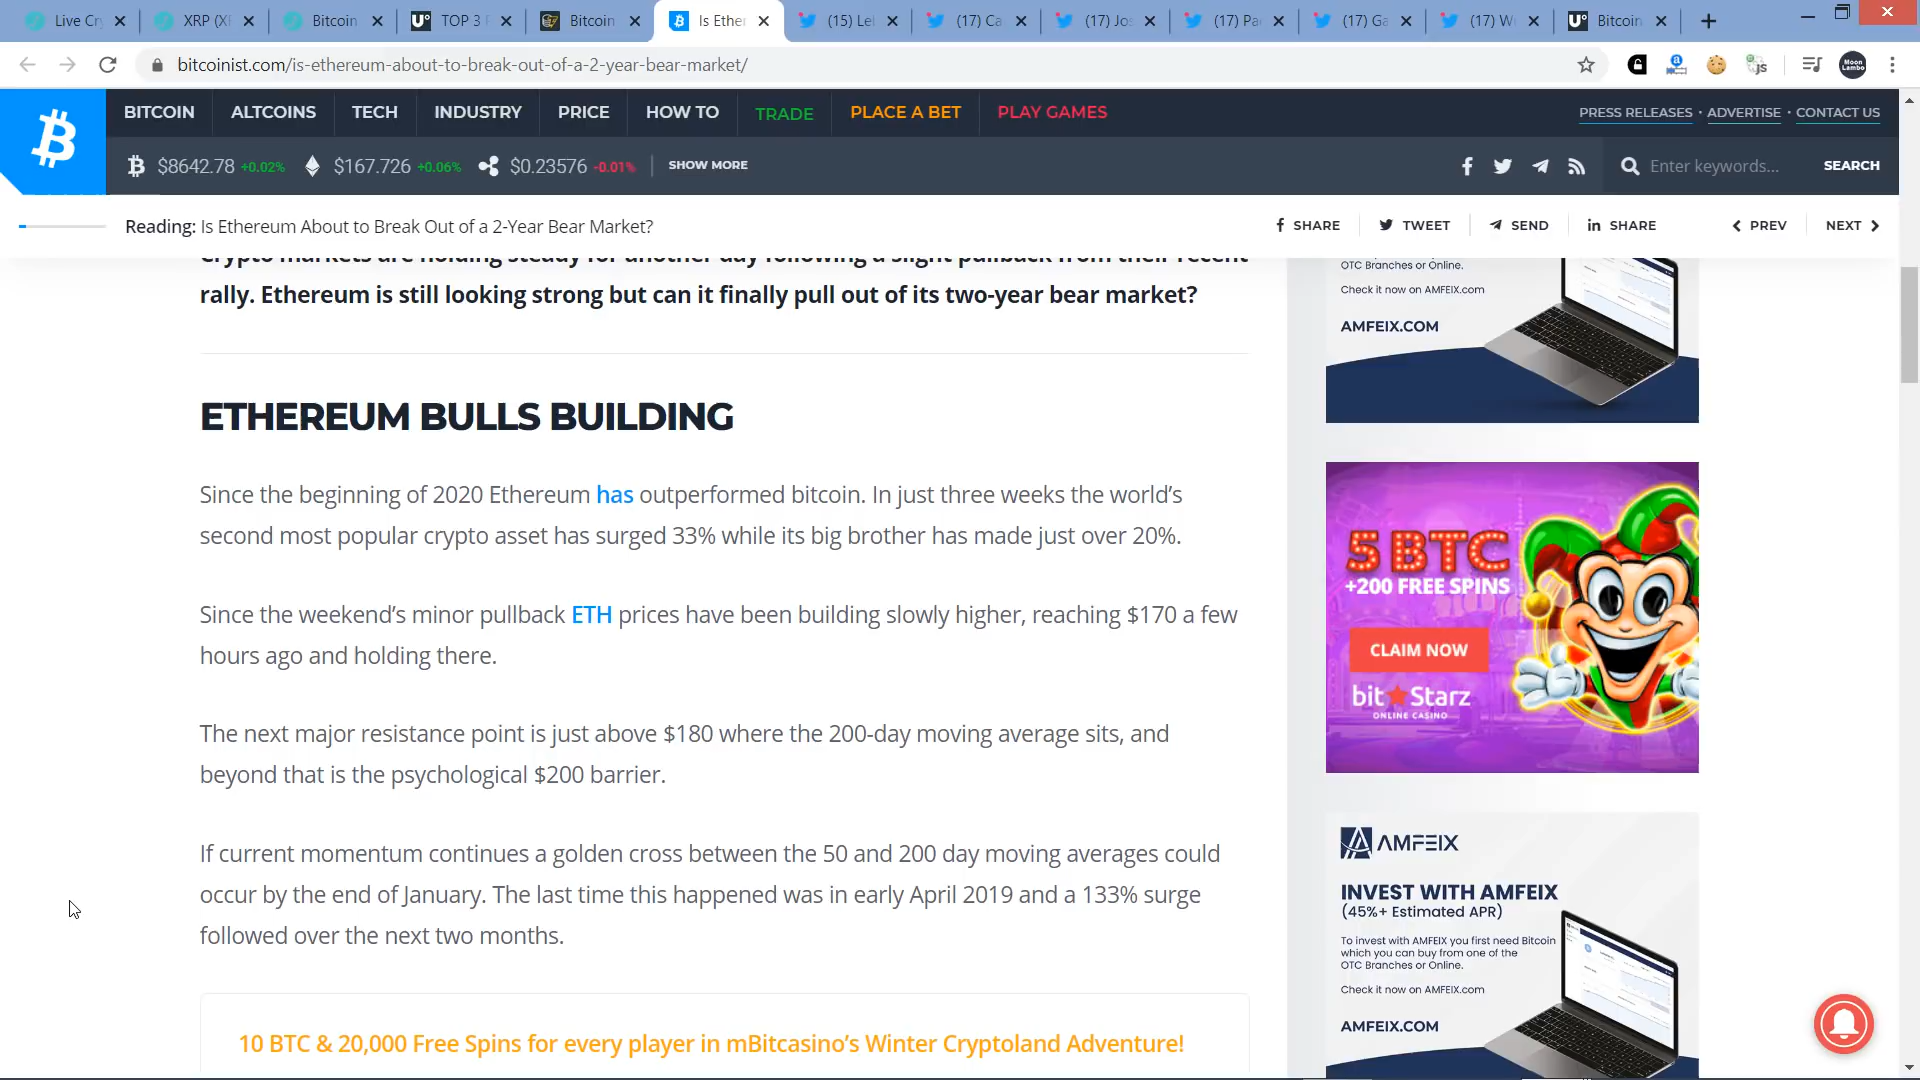 Live Cr
XRP (XF
Bitcoin
TOP 3 F
Bitcoin
Is Ether
(15) Lel
(17) Ca
(17) Jos
(17) Pa
(17) Ga
(17) W
Bitcoin
bitcoinist.com/is-ethereum-about-to-break-out-of-a-2-year-bear-market/
BITCOIN ALTCOINS TECH INDUSTRY PRICE HOW TO TRADE PLACE A BET PLAY GAMES
PRESS RELEASES · ADVERTISE · CONTACT US
$8642.78 +0.02% $167.726 +0.06% $0.23576 -0.01% SHOW MORE
Enter keywords... SEARCH
Reading: Is Ethereum About to Break Out of a 2-Year Bear Market?
SHARE TWEET SEND SHARE PREV NEXT
Crypto markets are holding steady for another day following a slight pullback from their recent
rally. Ethereum is still looking strong but can it finally pull out of its two-year bear market?
ETHEREUM BULLS BUILDING
Since the beginning of 2020 Ethereum has outperformed bitcoin. In just three weeks the world's
second most popular crypto asset has surged 33% while its big brother has made just over 20%.
Since the weekend's minor pullback ETH prices have been building slowly higher, reaching $170 a few
hours ago and holding there.
The next major resistance point is just above $180 where the 200-day moving average sits, and
beyond that is the psychological $200 barrier.
If current momentum continues a golden cross between the 50 and 200 day moving averages could
occur by the end of January. The last time this happened was in early April 2019 and a 133% surge
followed over the next two months.
10 BTC & 20,000 Free Spins for every player in mBitcasino's Winter Cryptoland Adventure!
OTC Branches or Online.
Check it now on AMFEIX.com
AMFEIX.COM
5 BTC
+200 FREE SPINS
CLAIM NOW
bit Starz
ONLINE CASINO
AMFEIX
INVEST WITH AMFEIX
(45%+ Estimated APR)
To invest with AMFEIX you first need Bitcoin
which you can buy from one of the
OTC Branches or Online.
Check it now on AMFEIX.com
AMFEIX.COM